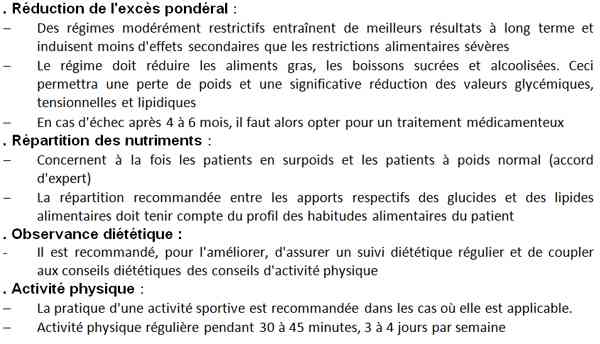 . Réduction de l'excès pondéral :
– Des régimes modérément restrictifs entraînent de meilleurs résultats à long terme et
induisent moins d'effets secondaires que les restrictions alimentaires sévères
– Le régime doit réduire les aliments gras, les boissons sucrées et alcoolisées. Ceci
permettra une perte de poids et une significative réduction des valeurs glycémiques,
tensionnelles et lipidiques
– En cas d'échec après 4 à 6 mois, il faut alors opter pour un traitement médicamenteux
. Répartition des nutriments :
– Concernent à la fois les patients en surpoids et les patients à poids normal (accord
d'expert)
– La répartition recommandée entre les apports respectifs des glucides et des lipides
alimentaires doit tenir compte du profil des habitudes alimentaires du patient
. Observance diététique :
- Il est recommandé, pour l'améliorer, d'assurer un suivi diététique régulier et de coupler
aux conseils diététiques des conseils d'activité physique
. Activité physique :
– La pratique d'une activité sportive est recommandée dans les cas où elle est applicable.
– Activité physique régulière pendant 30 à 45 minutes, 3 à 4 jours par semaine